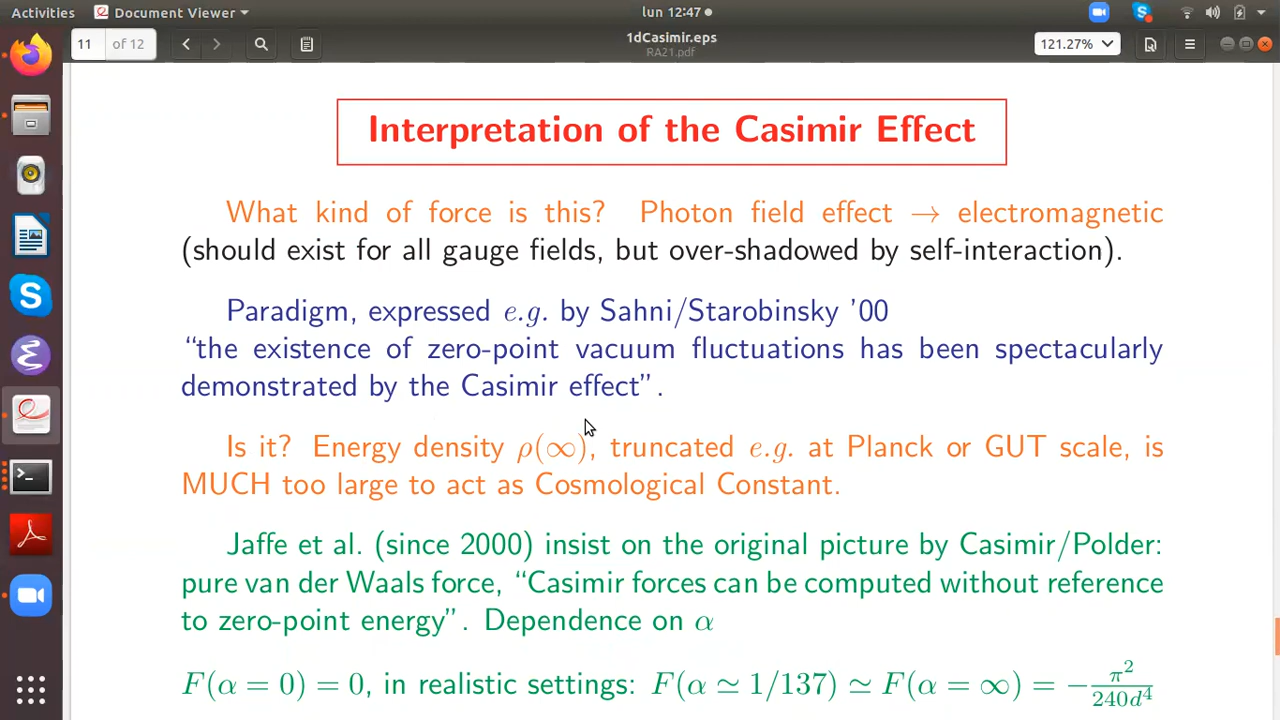 Activities Document Viewer lun 12:47
11 of 12 1dCasimir.eps 121.27%
RA21.pdf
Interpretation of the Casimir Effect
What kind of force is this? Photon field effect → electromagnetic
(should exist for all gauge fields, but over-shadowed by self-interaction).
Paradigm, expressed e.g. by Sahni/Starobinsky '00
“the existence of zero-point vacuum fluctuations has been spectacularly
demonstrated by the Casimir effect”.
Is it? Energy density ρ(∞), truncated e.g. at Planck or GUT scale, is
MUCH too large to act as Cosmological Constant.
Jaffe et al. (since 2000) insist on the original picture by Casimir/Polder:
pure van der Waals force, “Casimir forces can be computed without reference
to zero-point energy”. Dependence on α
F(α = 0) = 0, in realistic settings: F(α ≃ 1/137) ≃ F(α = ∞) = −π²/240d⁴